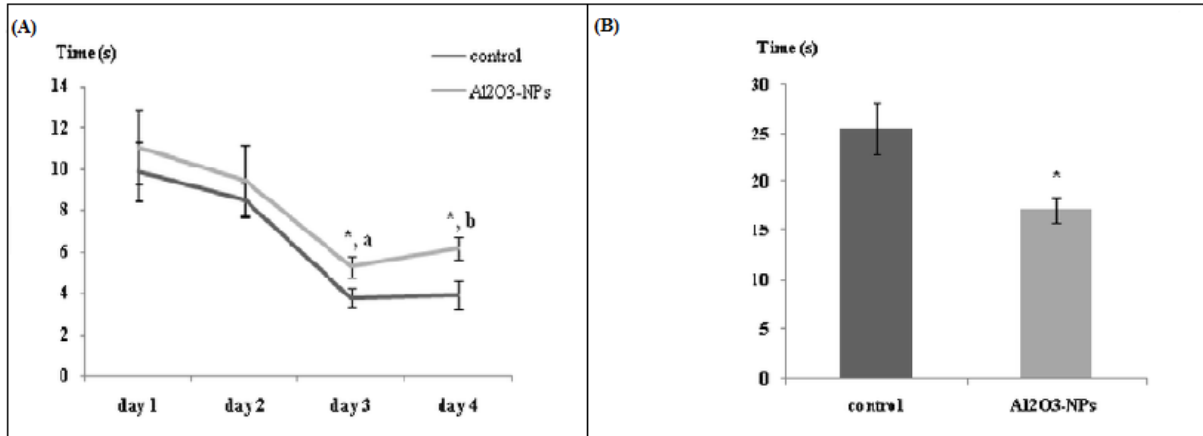 (A)
Time (s)
control
Al2O3-NPs
14
12
10
8
6
4
2
0
*, a
*, b
day 1
day 2
day 3
day 4
(B)
Time (s)
30
25
20
15
10
5
0
*
control
Al2O3-NPs